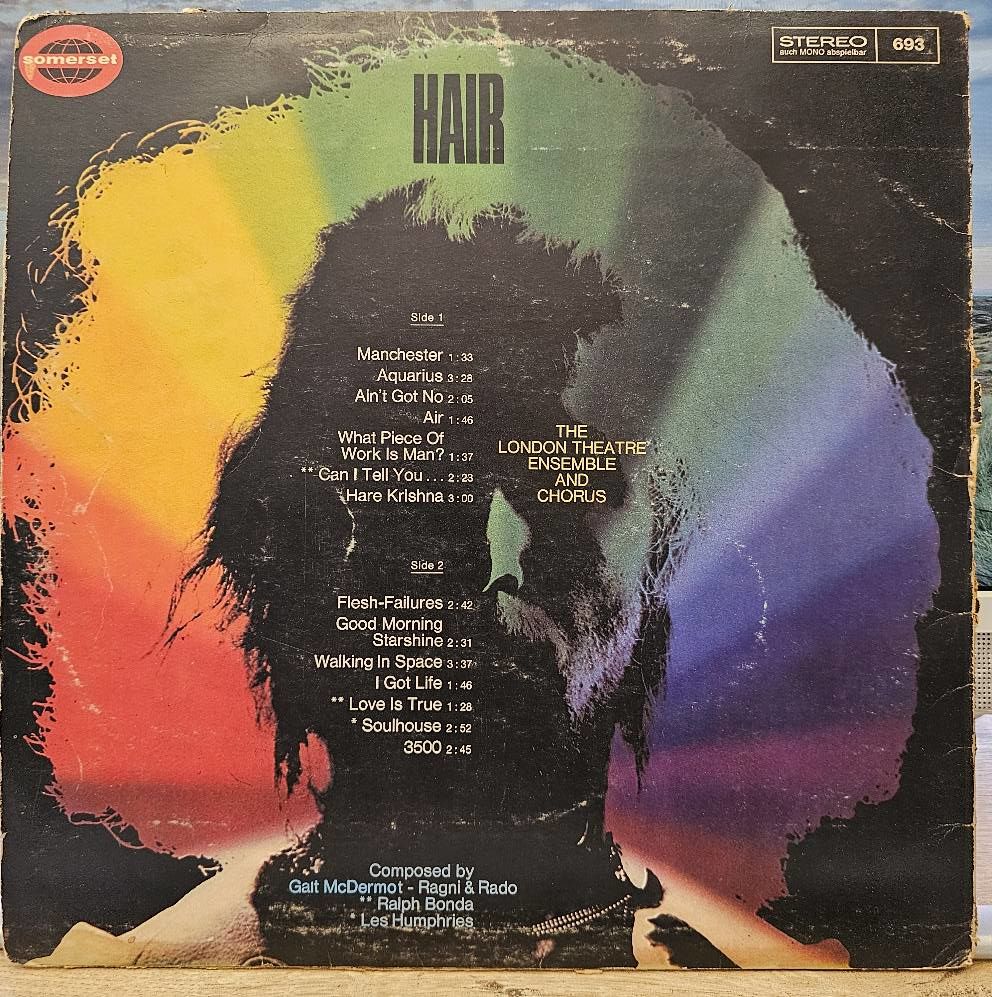 somerset
STEREO
auch MONO abspielbar
693
HAIR
Side 1
Manchester 1:33
Aquarius 3:28
Ain't Got No 2:05
Air 1:46
What Piece Of
Work Is Man? 1:37
** Can I Tell You... 2:23
Hare Krishna 3:00
THE
LONDON THEATRE
ENSEMBLE
AND
CHORUS
Side 2
Flesh-Failures 2:42
Good Morning
Starshine 2:31
Walking In Space 3:37
I Got Life 1:46
** Love Is True 1:28
* Soulhouse 2:52
3500 2:45
Composed by
Galt McDermot - Ragni & Rado
** Ralph Bonda
* Les Humphries